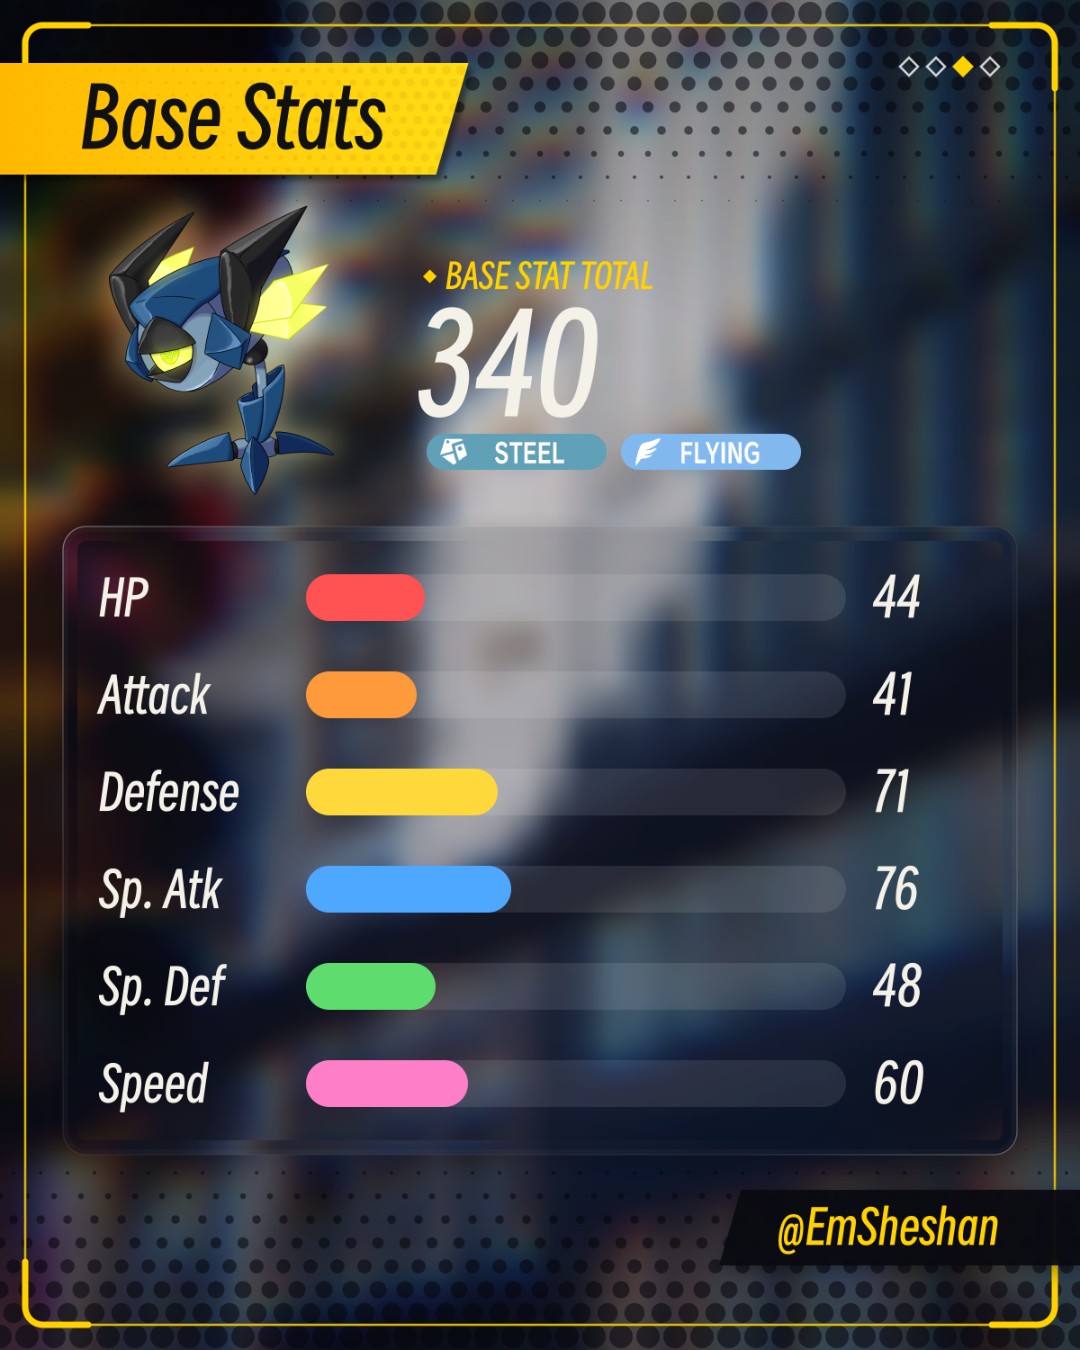 Base Stats
BASE STAT TOTAL
340
STEEL FLYING
HP 44
Attack 41
Defense 71
Sp. Atk 76
Sp. Def 48
Speed 60
@EmSheshan